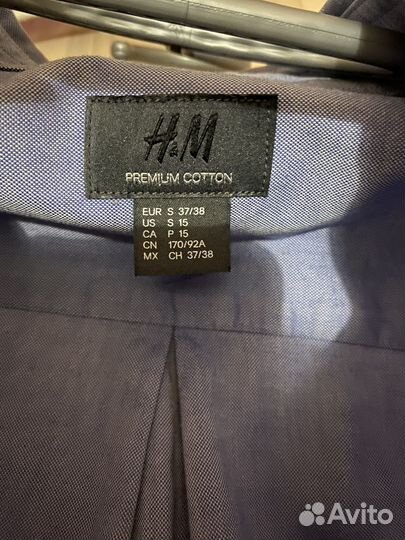 H&M
PREMIUM COTTON
EUR S 37/38
US S 15
CA P 15
CN 170/92A
MX CH 37/38
Avito